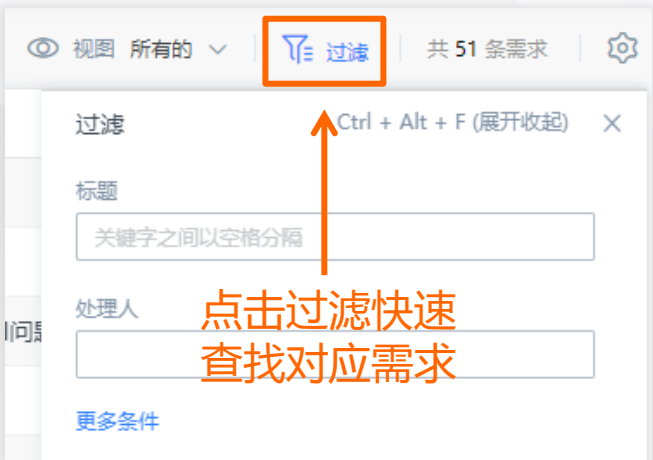 视图 所有的 过滤 共 51 条需求
过滤 Ctrl + Alt + F (展开收起)
标题
关键字之间以空格分隔
处理人
点击过滤快速
查找对应需求
问题
更多条件